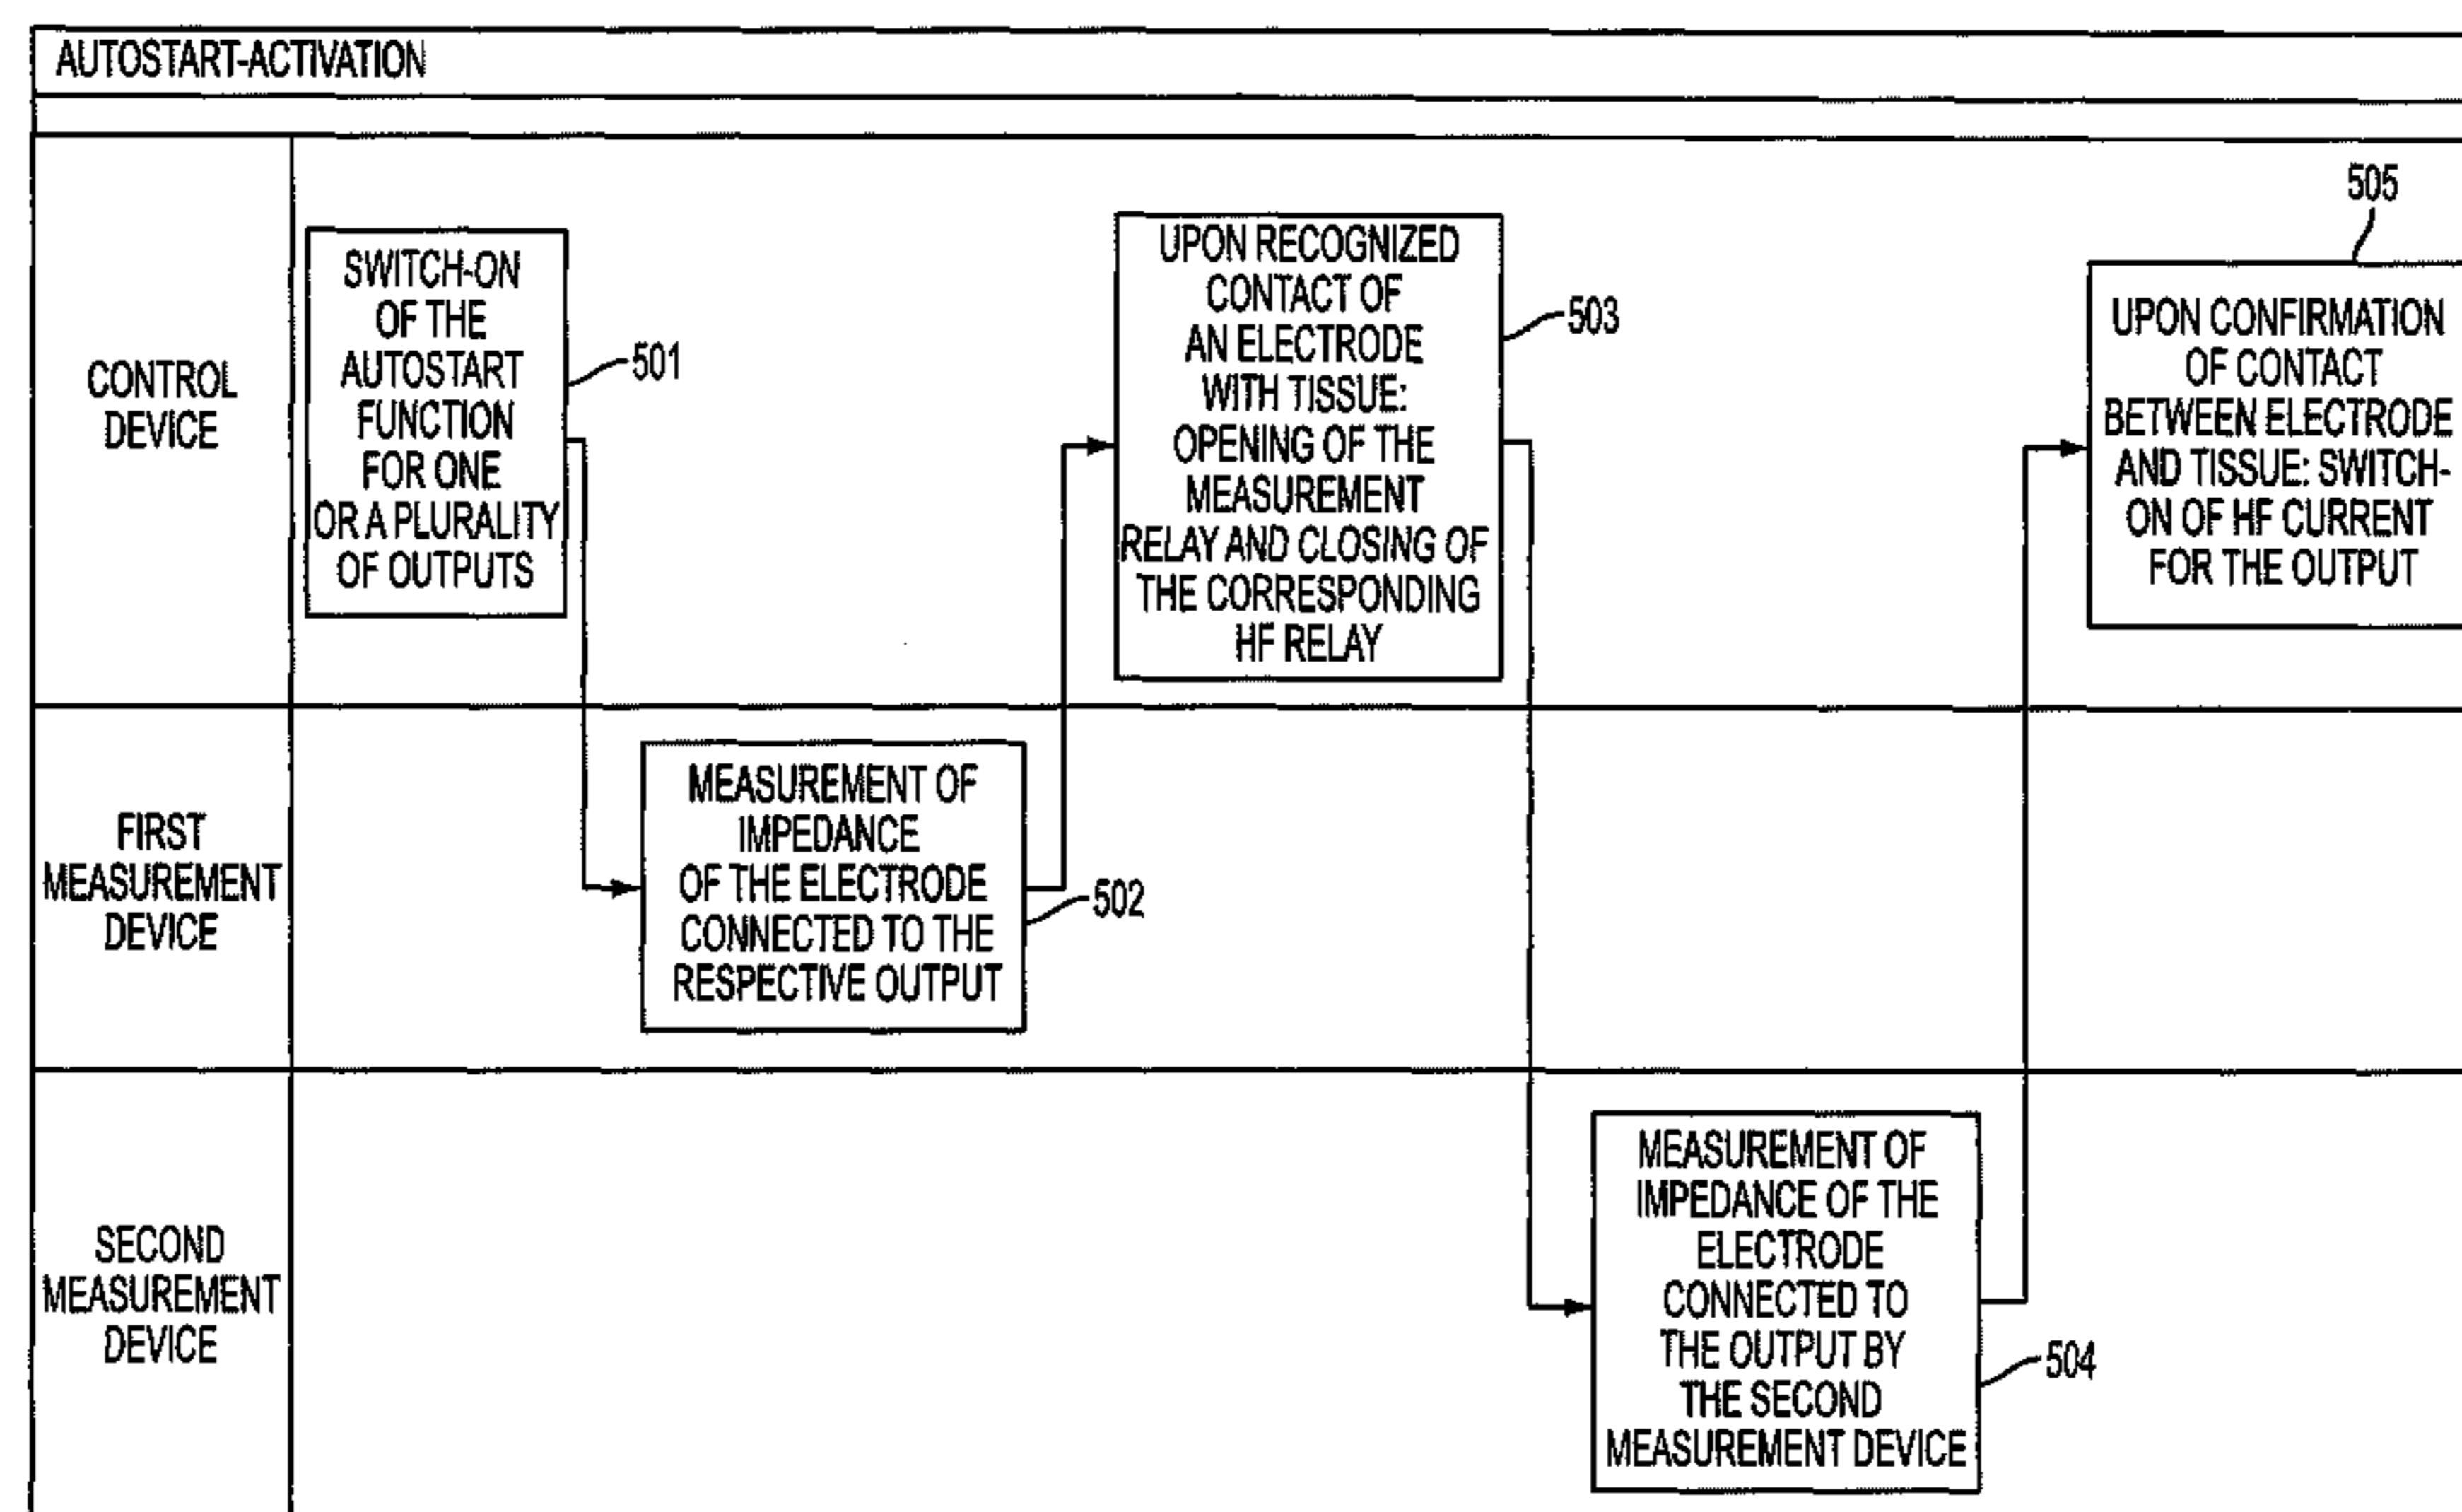 AUTOSTART-ACTIVATION
CONTROL
DEVICE
SWITCH-ON
OF THE
AUTOSTART
FUNCTION
FOR ONE
OR A PLURALITY
OF OUTPUTS
501
UPON RECOGNIZED
CONTACT OF
AN ELECTRODE
WITH TISSUE:
OPENING OF THE
MEASUREMENT
RELAY AND CLOSING OF
THE CORRESPONDING
HF RELAY
503
505
UPON CONFIRMATION
OF CONTACT
BETWEEN ELECTRODE
AND TISSUE: SWITCH-
ON OF HF CURRENT
FOR THE OUTPUT
FIRST
MEASUREMENT
DEVICE
MEASUREMENT OF
IMPEDANCE
OF THE ELECTRODE
CONNECTED TO THE
RESPECTIVE OUTPUT
502
SECOND
MEASUREMENT
DEVICE
MEASUREMENT OF
IMPEDANCE OF THE
ELECTRODE
CONNECTED TO
THE OUTPUT BY
THE SECOND
MEASUREMENT DEVICE
504